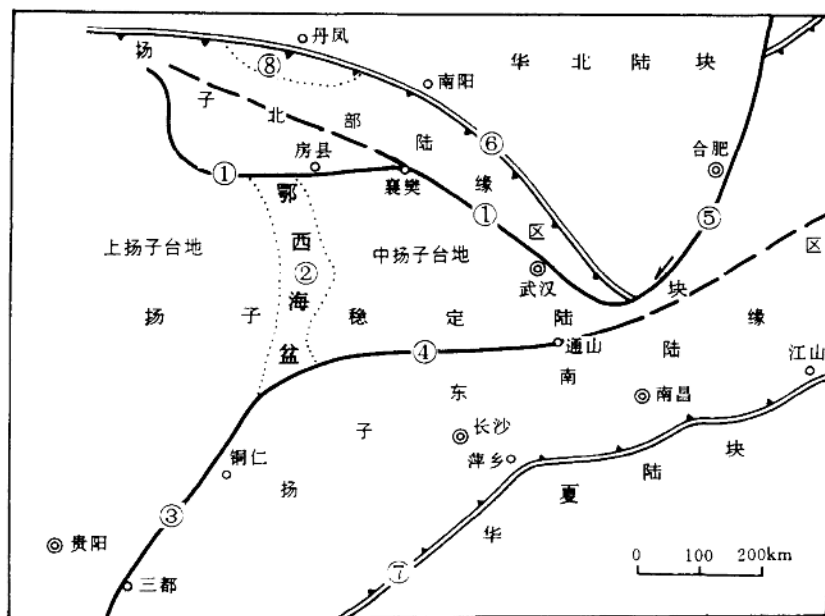 丹凤
扬
⑧
华北陆块
南阳
子
北
部
陆
⑥
合肥
房县
①
襄樊
缘
鄂
①
⑤
西
区
区
上扬子台地
②
中扬子台地
武汉
海
块
扬子稳定陆
缘
盆
④
通山
陆
江山
南
东
南昌
子
长沙
萍乡
块
铜仁
扬
陆
夏
③
华
贵阳
0 100 200km
⑦
三都